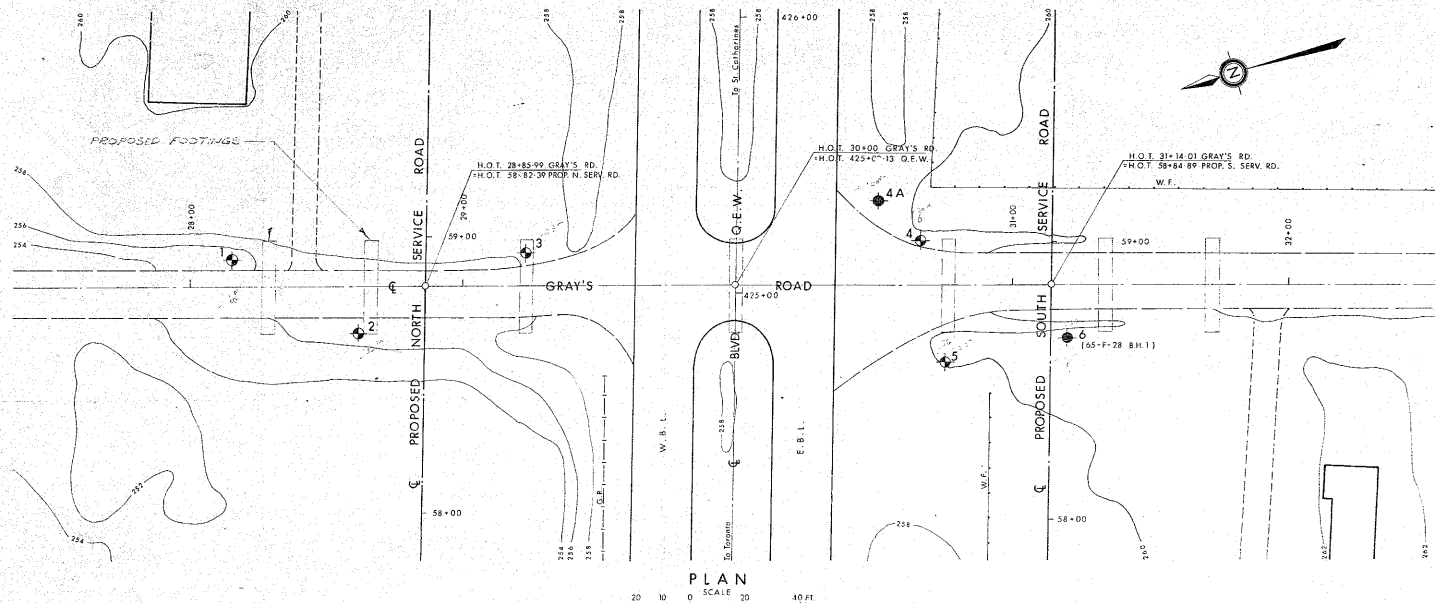 260
260
258
258
258
258
426+00
258
258
260
To St. Catharines
N
PROPOSED FOOTINGS
ROAD
ROAD
H.O.T. 28+85·99 GRAY'S RD.
=H.O.T. 58+82·39 PROP. N. SERV. RD.
H.O.T. 30+00 GRAY'S RD.
H.O.T. 31+14·01 GRAY'S RD.
=H.O.T. 58+84·89 PROP. S. SERV. RD.
W.F.
258
256
254
28+00
29+00
59+00
SERVICE
Q.E.W.
4A
4
31+00
SERVICE
59+00
32+00
1
3
℄
GRAY'S
ROAD
425+00
2
NORTH
BLVD
5
SOUTH
6
(65-F-28 B.H. 1)
PROPOSED
W.B.L.
258
℄
E.B.L.
PROPOSED
W.F.
℄
G.R.
℄
252
58+00
58+00
258
254
254
256
258
To Toronto
260
262
262
PLAN
SCALE
20 10 0 20 40 FT.